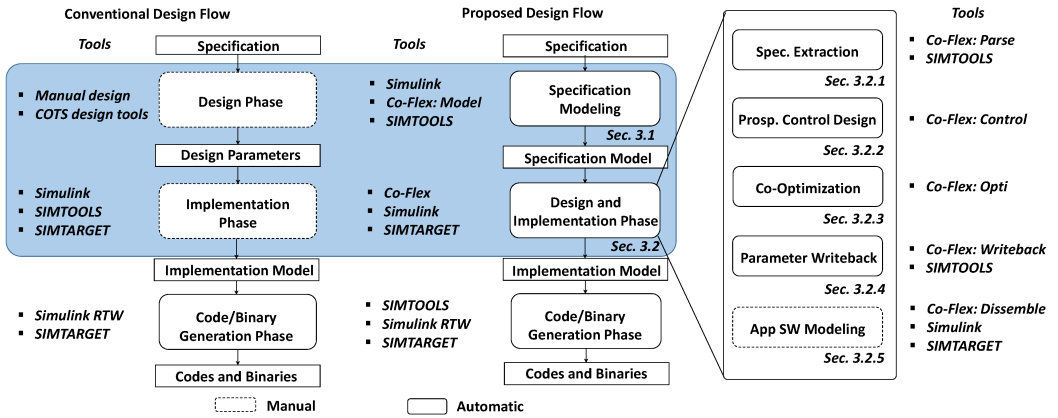 Conventional Design Flow
Tools
Specification
▪ Manual design
▪ COTS design tools
Design Phase
Design Parameters
▪ Simulink
▪ SIMTOOLS
▪ SIMTARGET
Implementation
Phase
Implementation Model
▪ Simulink RTW
▪ SIMTARGET
Code/Binary
Generation Phase
Codes and Binaries
Proposed Design Flow
Tools
Specification
▪ Simulink
▪ Co-Flex: Model
▪ SIMTOOLS
Specification
Modeling
Sec. 3.1
Specification Model
▪ Co-Flex
▪ Simulink
▪ SIMTARGET
Design and
Implementation Phase
Sec. 3.2
Implementation Model
▪ SIMTOOLS
▪ Simulink RTW
▪ SIMTARGET
Code/Binary
Generation Phase
Codes and Binaries
Tools
Spec. Extraction
Sec. 3.2.1
▪ Co-Flex: Parse
▪ SIMTOOLS
Prosp. Control Design
Sec. 3.2.2
▪ Co-Flex: Control
Co-Optimization
Sec. 3.2.3
▪ Co-Flex: Opti
Parameter Writeback
Sec. 3.2.4
▪ Co-Flex: Writeback
▪ SIMTOOLS
App SW Modeling
Sec. 3.2.5
▪ Co-Flex: Dissemble
▪ Simulink
▪ SIMTARGET
Manual
Automatic